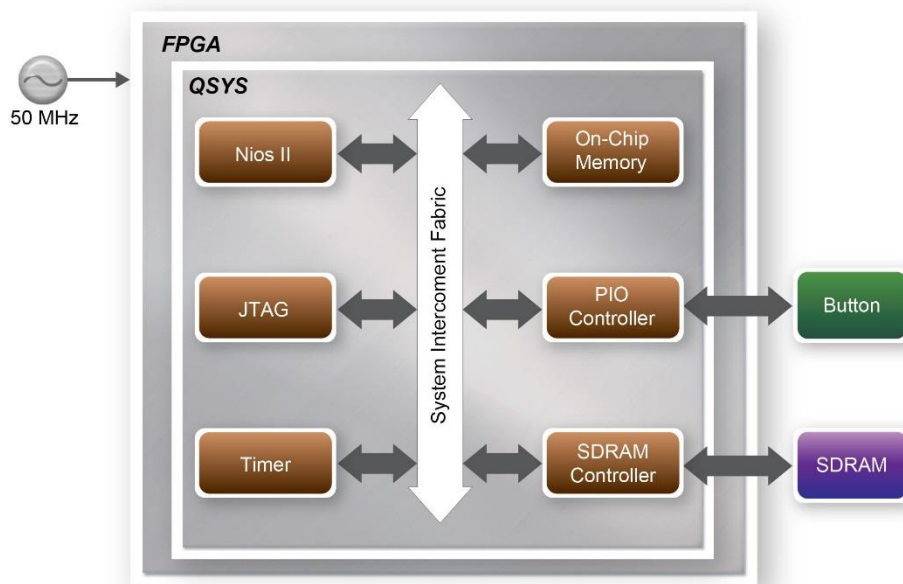 FPGA
QSYS
50 MHz
Nios II
On-Chip
Memory
System Intercoment Fabric
JTAG
PIO
Controller
Button
Timer
SDRAM
Controller
SDRAM